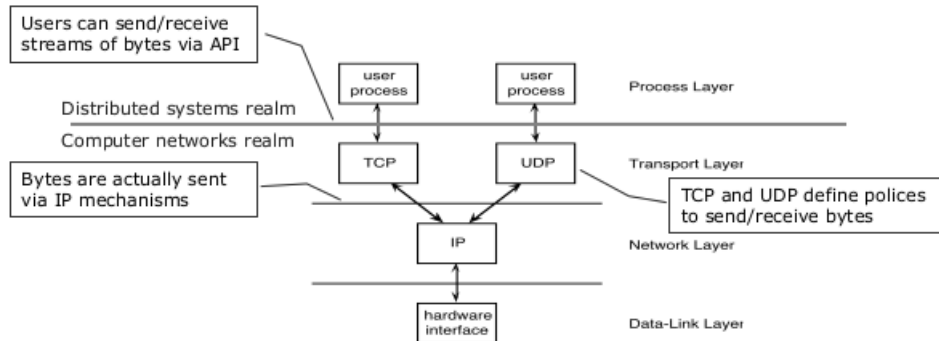 Users can send/receive
streams of bytes via API
user
process
user
process
Process Layer
Distributed systems realm
Computer networks realm
TCP
UDP
Transport Layer
Bytes are actually sent
via IP mechanisms
TCP and UDP define polices
to send/receive bytes
IP
Network Layer
hardware
interface
Data-Link Layer